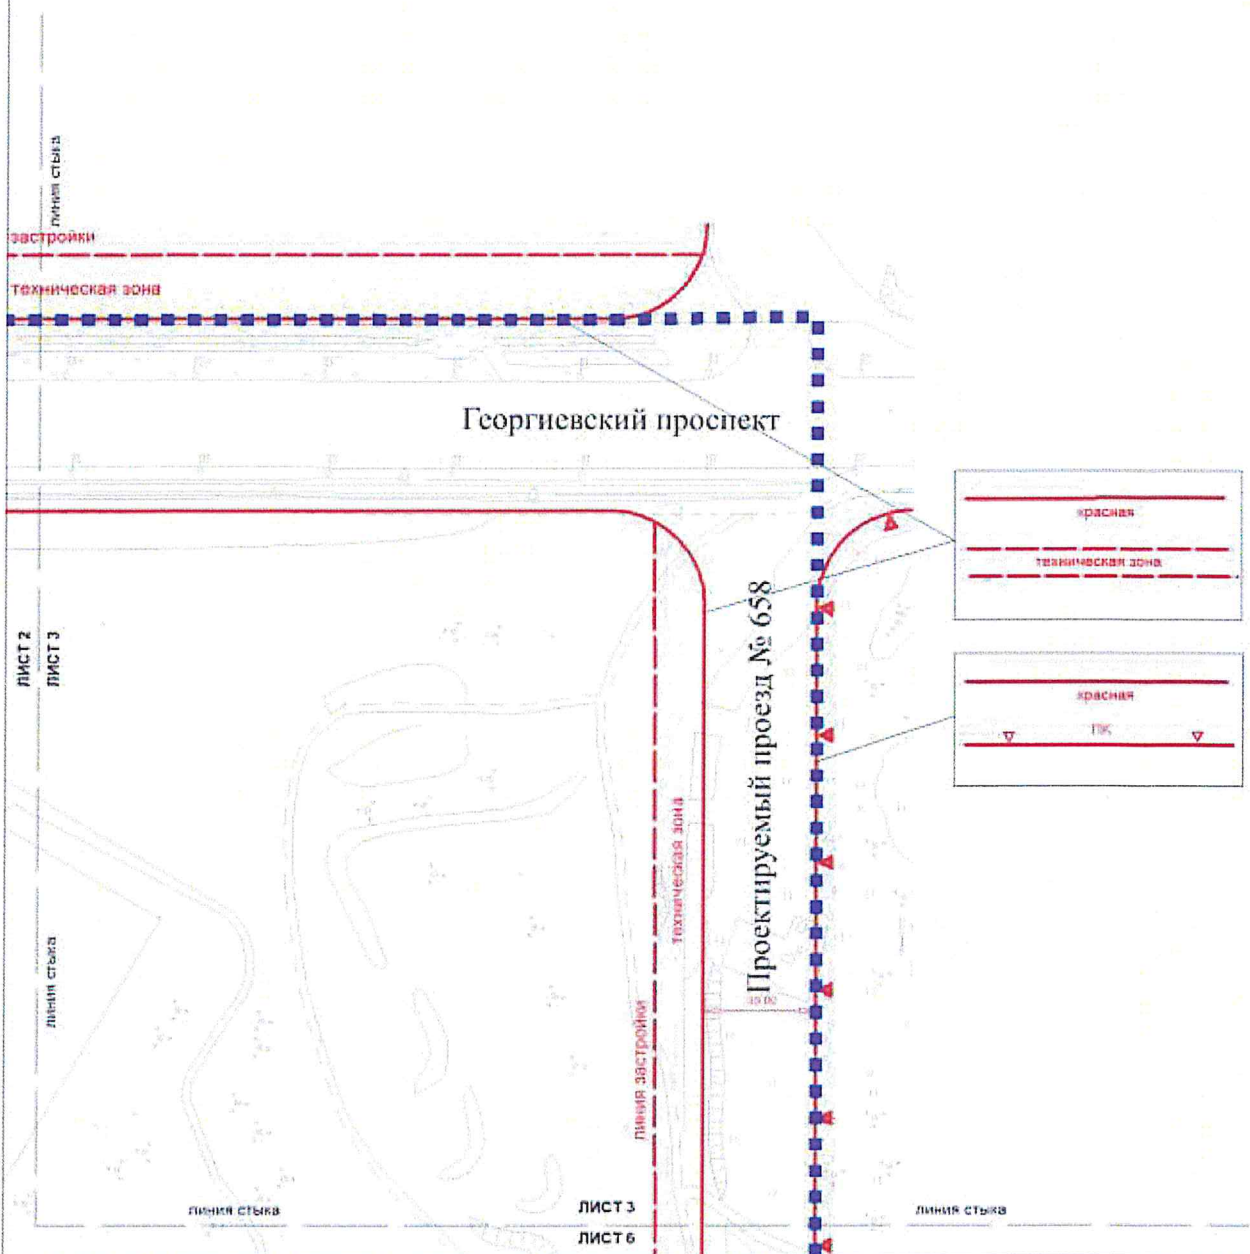 линия стыка
застройки
техническая зона
Георгиевский проспект
красная
техническая зона
Проектируемый проезд № 658
ЛИСТ 2
ЛИСТ 3
красная
ПК
техническая зона
линия стыка
линия застройки
линия стыка
ЛИСТ 3
линия стыка
ЛИСТ 6